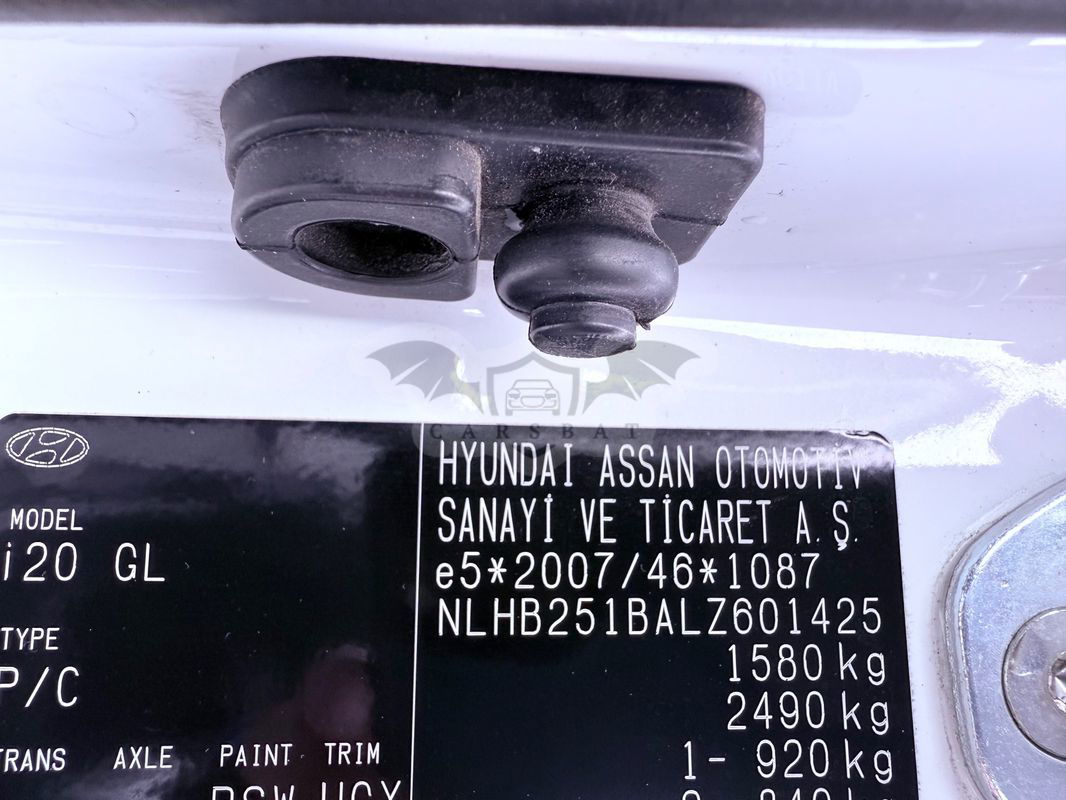 CARSBAT
HYUNDAİ ASSAN OTOMOTİV
SANAYİ VE TİCARET A.Ş.
e5*2007/46*1087
NLHB251BALZ601425
1580 kg
2490 kg
1- 920 kg
MODEL
i20 GL
TYPE
P/C
TRANS AXLE PAINT TRIM